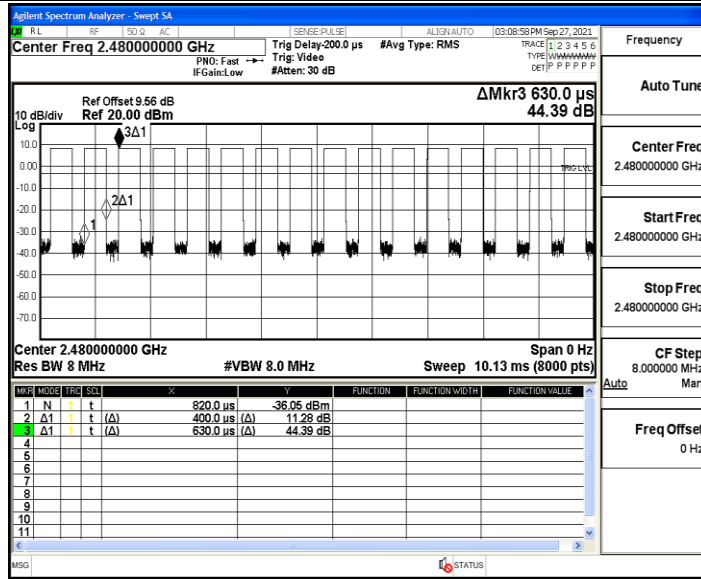 Agilent Spectrum Analyzer - Swept SA
RL RF 50 Ω AC SENSE:PULSE ALIGN AUTO 03:08:58 PM Sep 27, 2021
Center Freq 2.480000000 GHz Trig Delay-200.0 µs #Avg Type: RMS TRACE 1 2 3 4 5 6
PNO: Fast Trig: Video TYPE WWWWWW
IFGain:Low #Atten: 30 dB DET P P P P P P
ΔMkr3 630.0 µs
44.39 dB
Ref Offset 9.56 dB
10 dB/div Ref 20.00 dBm
Log
3Δ1
10.0
0.00
TRIG LVL
-10.0
2Δ1
-20.0
1
-30.0
-40.0
-50.0
-60.0
-70.0
Center 2.480000000 GHz Span 0 Hz
Res BW 8 MHz #VBW 8.0 MHz Sweep 10.13 ms (8000 pts)
MKR MODE TRC SCL X Y FUNCTION FUNCTION WIDTH FUNCTION VALUE
1 N 1 t 820.0 µs -36.05 dBm
2 Δ1 1 t (Δ) 400.0 µs (Δ) 11.28 dB
3 Δ1 1 t (Δ) 630.0 µs (Δ) 44.39 dB
4
5
6
7
8
9
10
11
MSG STATUS
Frequency
Auto Tune
Center Freq
2.480000000 GHz
Start Freq
2.480000000 GHz
Stop Freq
2.480000000 GHz
CF Step
8.000000 MHz
Auto Man
Freq Offset
0 Hz